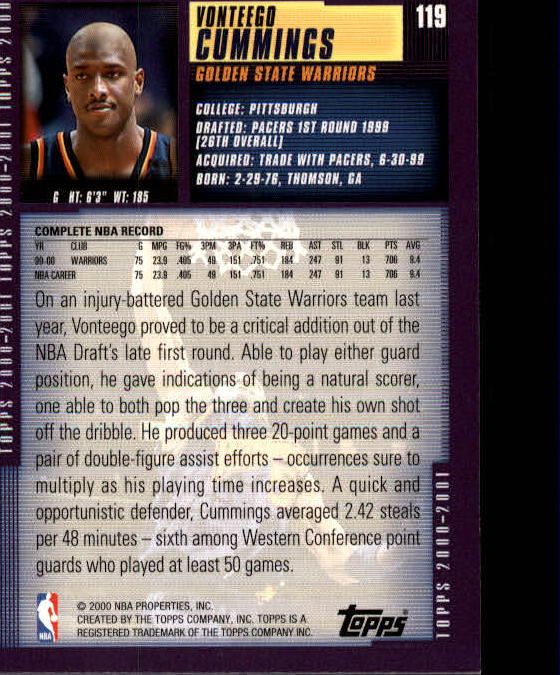 VONTEEGO
CUMMINGS
119
GOLDEN STATE WARRIORS
COLLEGE: PITTSBURGH
DRAFTED: PACERS 1ST ROUND 1999
(26TH OVERALL)
ACQUIRED: TRADE WITH PACERS, 6-30-99
BORN: 2-29-76, THOMSON, GA
G HT: 6'3" WT: 185
COMPLETE NBA RECORD
YR CLUB G MPG FG% 3PM 3PA FT% REB AST STL BLK PTS AVG
99-00 WARRIORS 75 23.9 .405 49 151 .751 184 247 91 13 706 9.4
NBA CAREER 75 23.9 .405 49 151 .751 184 247 91 13 706 9.4
On an injury-battered Golden State Warriors team last
year, Vonteego proved to be a critical addition out of the
NBA Draft's late first round. Able to play either guard
position, he gave indications of being a natural scorer,
one able to both pop the three and create his own shot
off the dribble. He produced three 20-point games and a
pair of double-figure assist efforts – occurrences sure to
multiply as his playing time increases. A quick and
opportunistic defender, Cummings averaged 2.42 steals
per 48 minutes – sixth among Western Conference point
guards who played at least 50 games.
© 2000 NBA PROPERTIES, INC.
CREATED BY THE TOPPS COMPANY, INC. TOPPS IS A
REGISTERED TRADEMARK OF THE TOPPS COMPANY INC.
NBA
Topps
TOPPS 2000-2001 TOPPS 2000-2001 TOPPS 2000
TOPPS 2000-2001